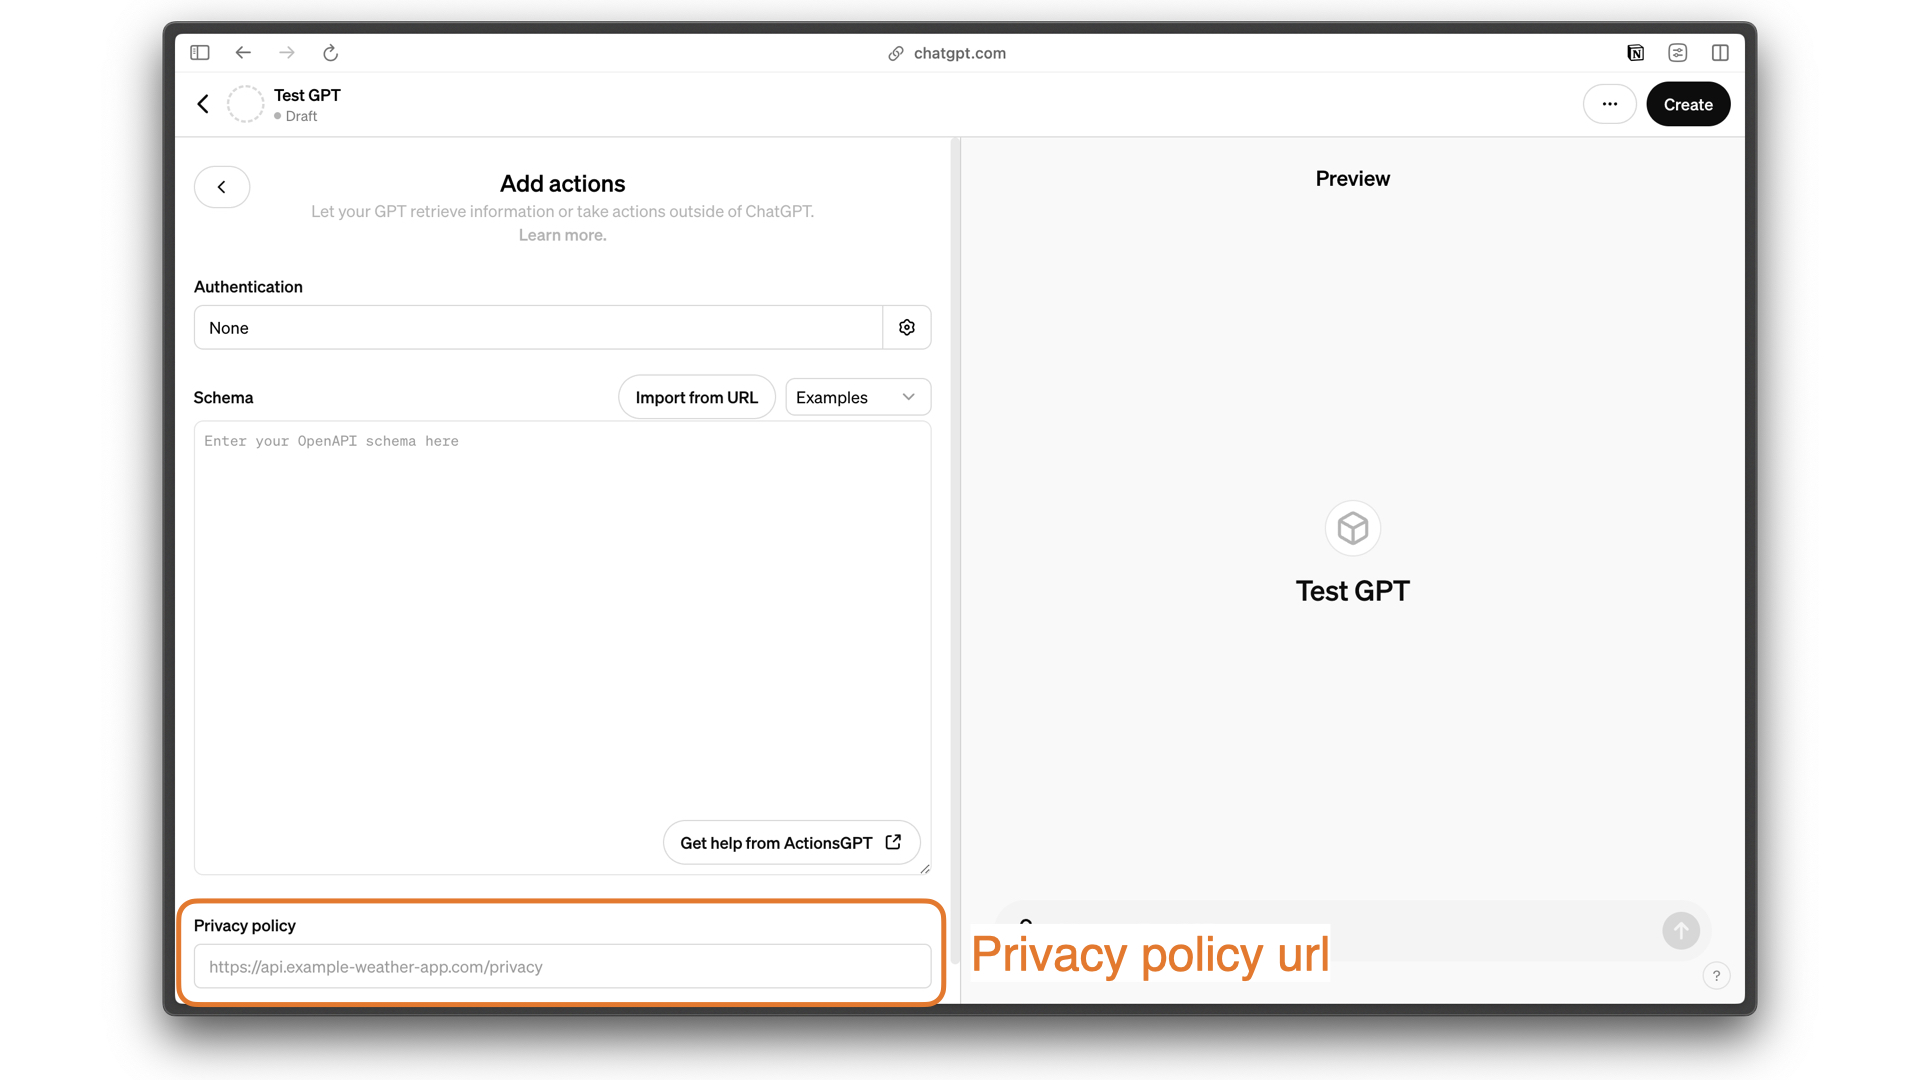 chatgpt.com
Test GPT
Draft
Create
Add actions
Let your GPT retrieve information or take actions outside of ChatGPT.
Learn more.
Authentication
None
Schema
Import from URL
Examples
Enter your OpenAPI schema here
Get help from ActionsGPT
Privacy policy
https://api.example-weather-app.com/privacy
Preview
Test GPT
Privacy policy url
?